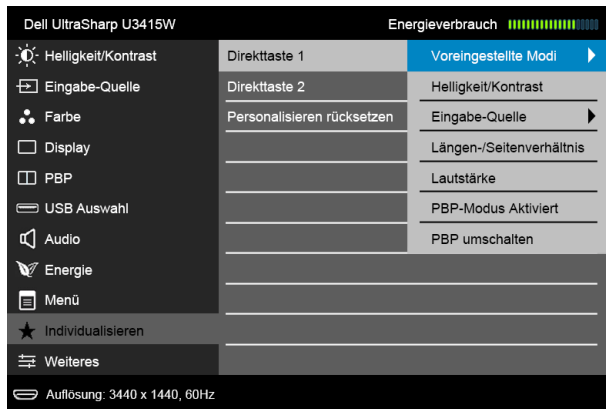 Dell UltraSharp U3415W
Energieverbrauch
Helligkeit/Kontrast
Direkttaste 1
Voreingestellte Modi
Eingabe-Quelle
Direkttaste 2
Helligkeit/Kontrast
Farbe
Personalisieren rücksetzen
Eingabe-Quelle
Display
Längen-/Seitenverhältnis
PBP
Lautstärke
USB Auswahl
PBP-Modus Aktiviert
Audio
PBP umschalten
Energie
Menü
Individualisieren
Weiteres
Auflösung: 3440 x 1440, 60Hz